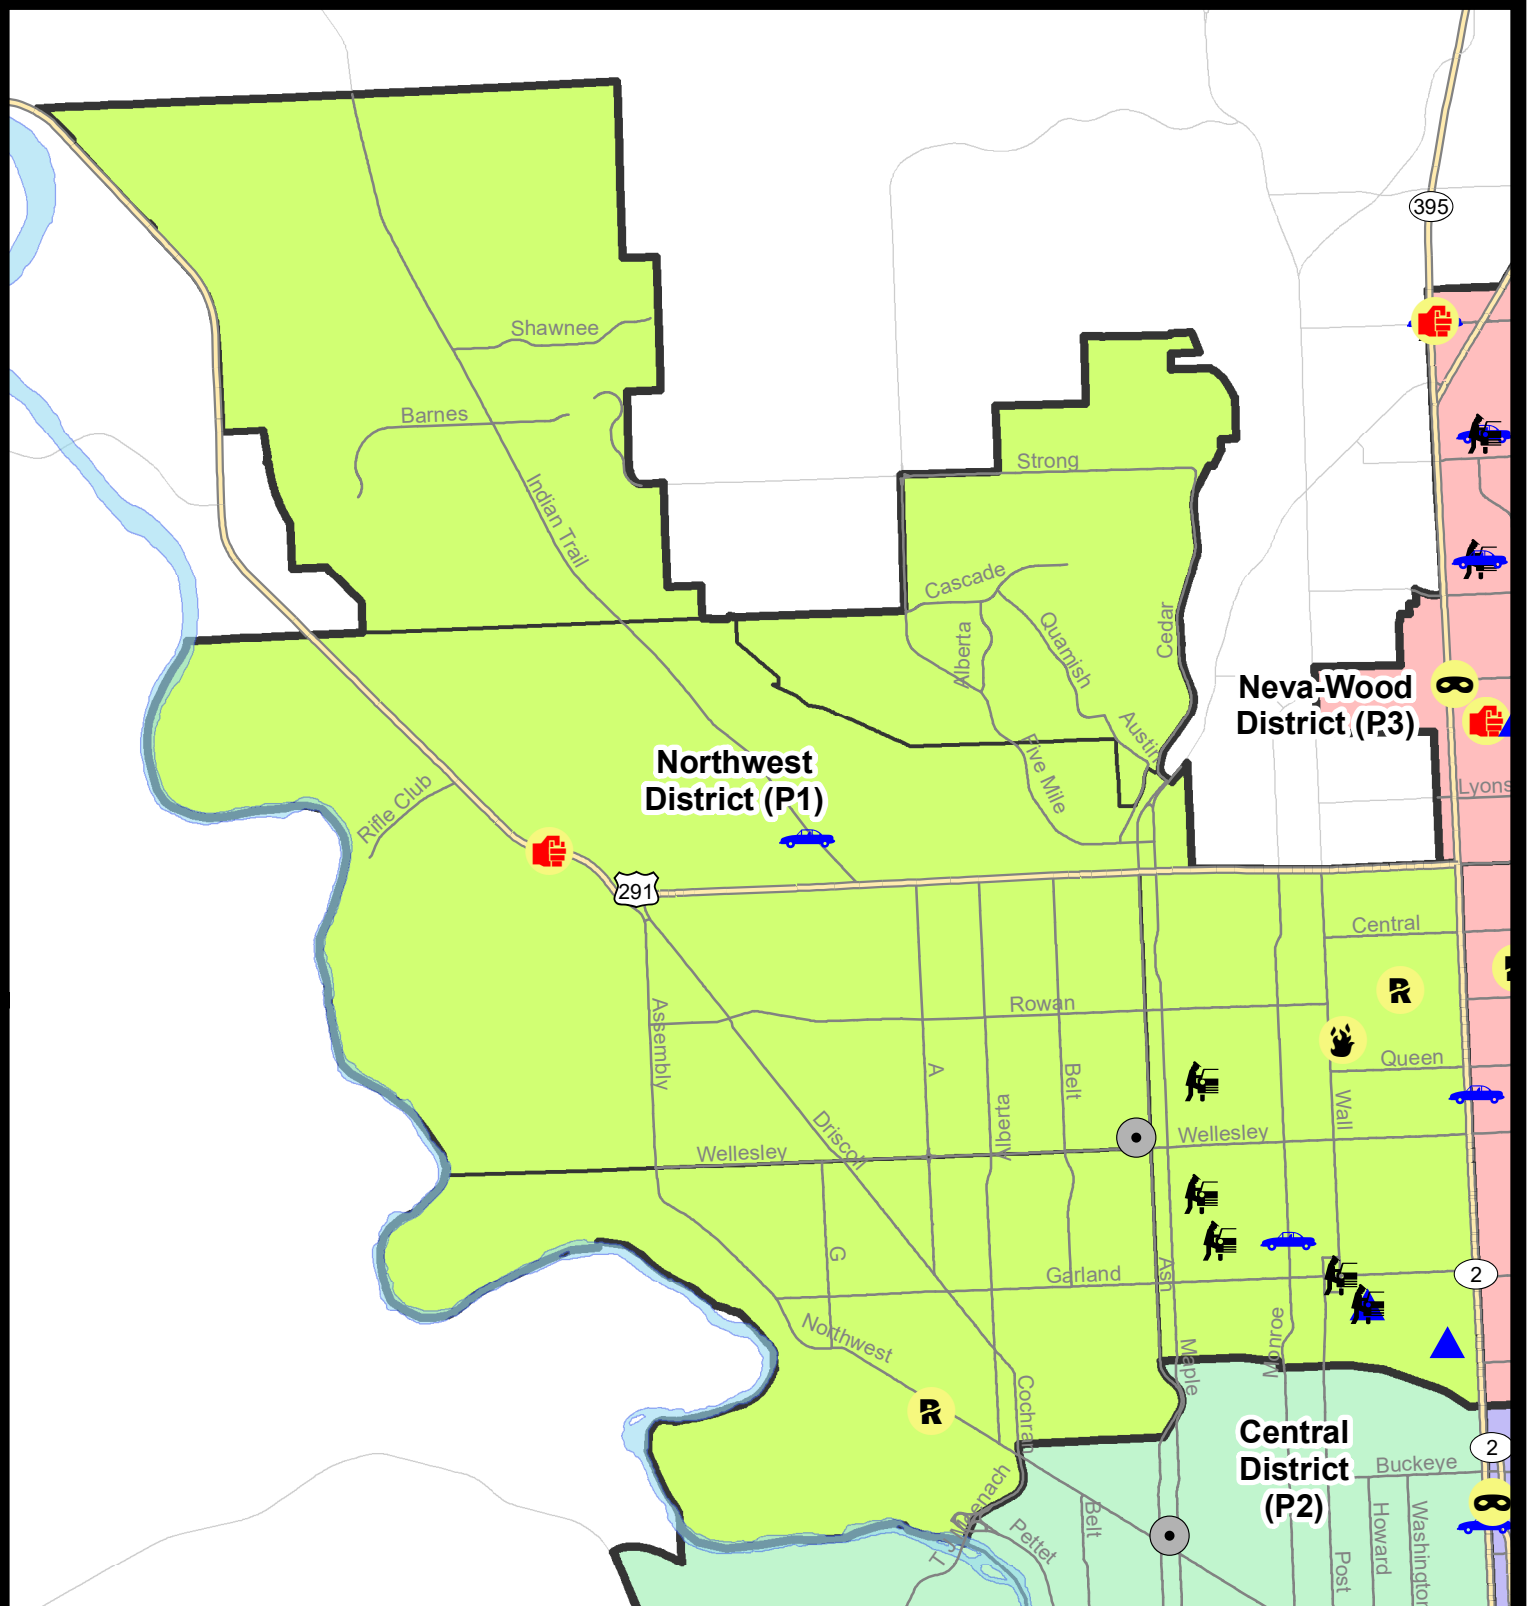 395
Shawnee
Barnes
Strong
Indian Trail
Cascade
Alberta
Quamish
Cedar
Neva-Wood
District (P3)
Austin
Five Mile
Northwest
District (P1)
Lyons
Rifle Club
291
Central
R
Rowan
Assembly
Queen
A
Belt
Wall
Alberta
Driscoll
Wellesley
Wellesley
G
Garland
Ash
2
Northwest
Monroe
Maple
Cochran
R
Central
District
(P2)
2
Buckeye
Belt
Howard
Washington
Pettet
Post